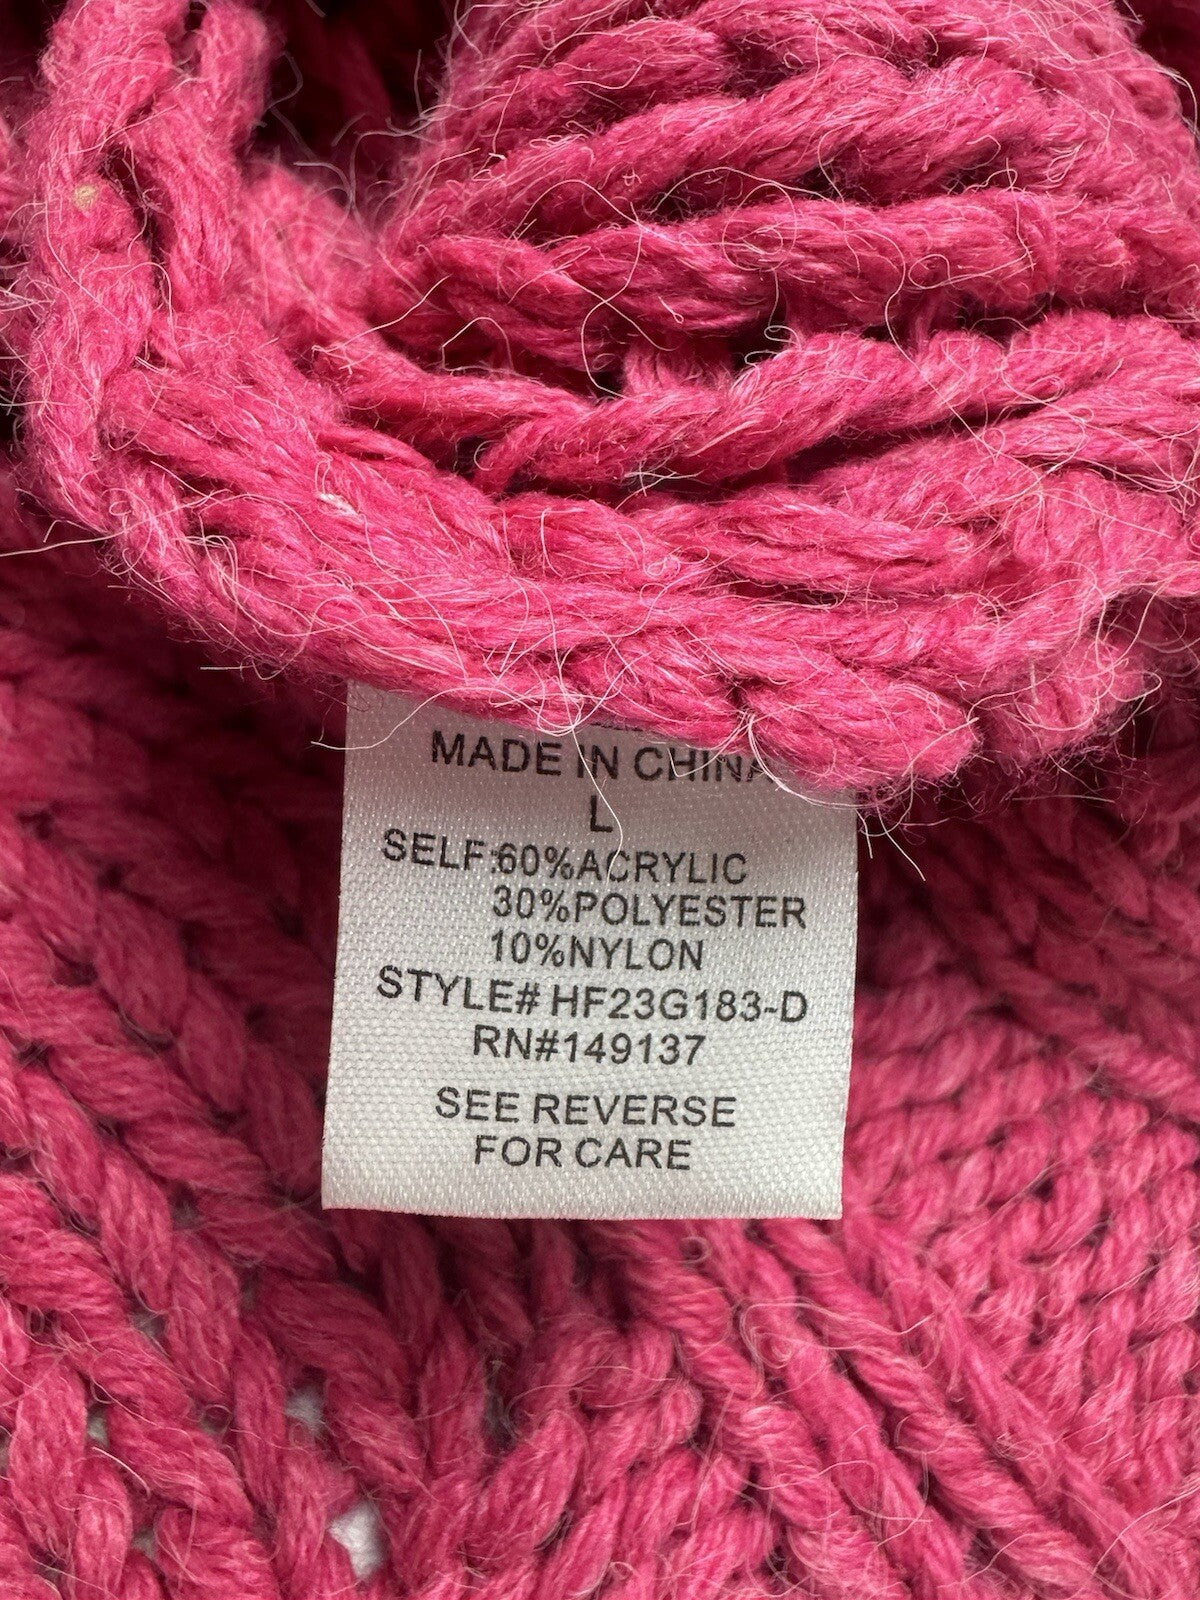 MADE IN CHINA
L
SELF:60%ACRYLIC
30%POLYESTER
10%NYLON
STYLE# HF23G183-D
RN#149137
SEE REVERSE
FOR CARE